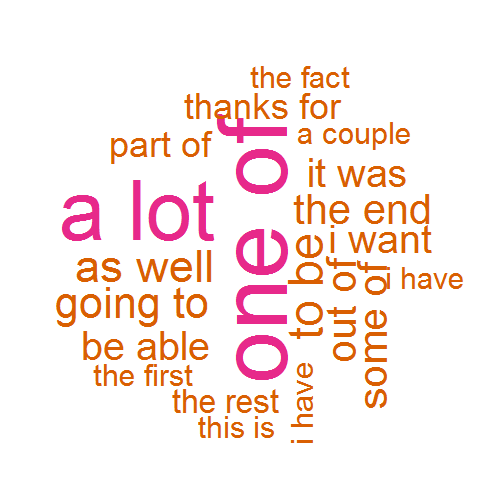 the fact
thanks for
a couple
part of
one of
it was
a lot
the end
i want
to be
as well
out of
some of
i have
going to
be able
the first
i have
the rest
this is